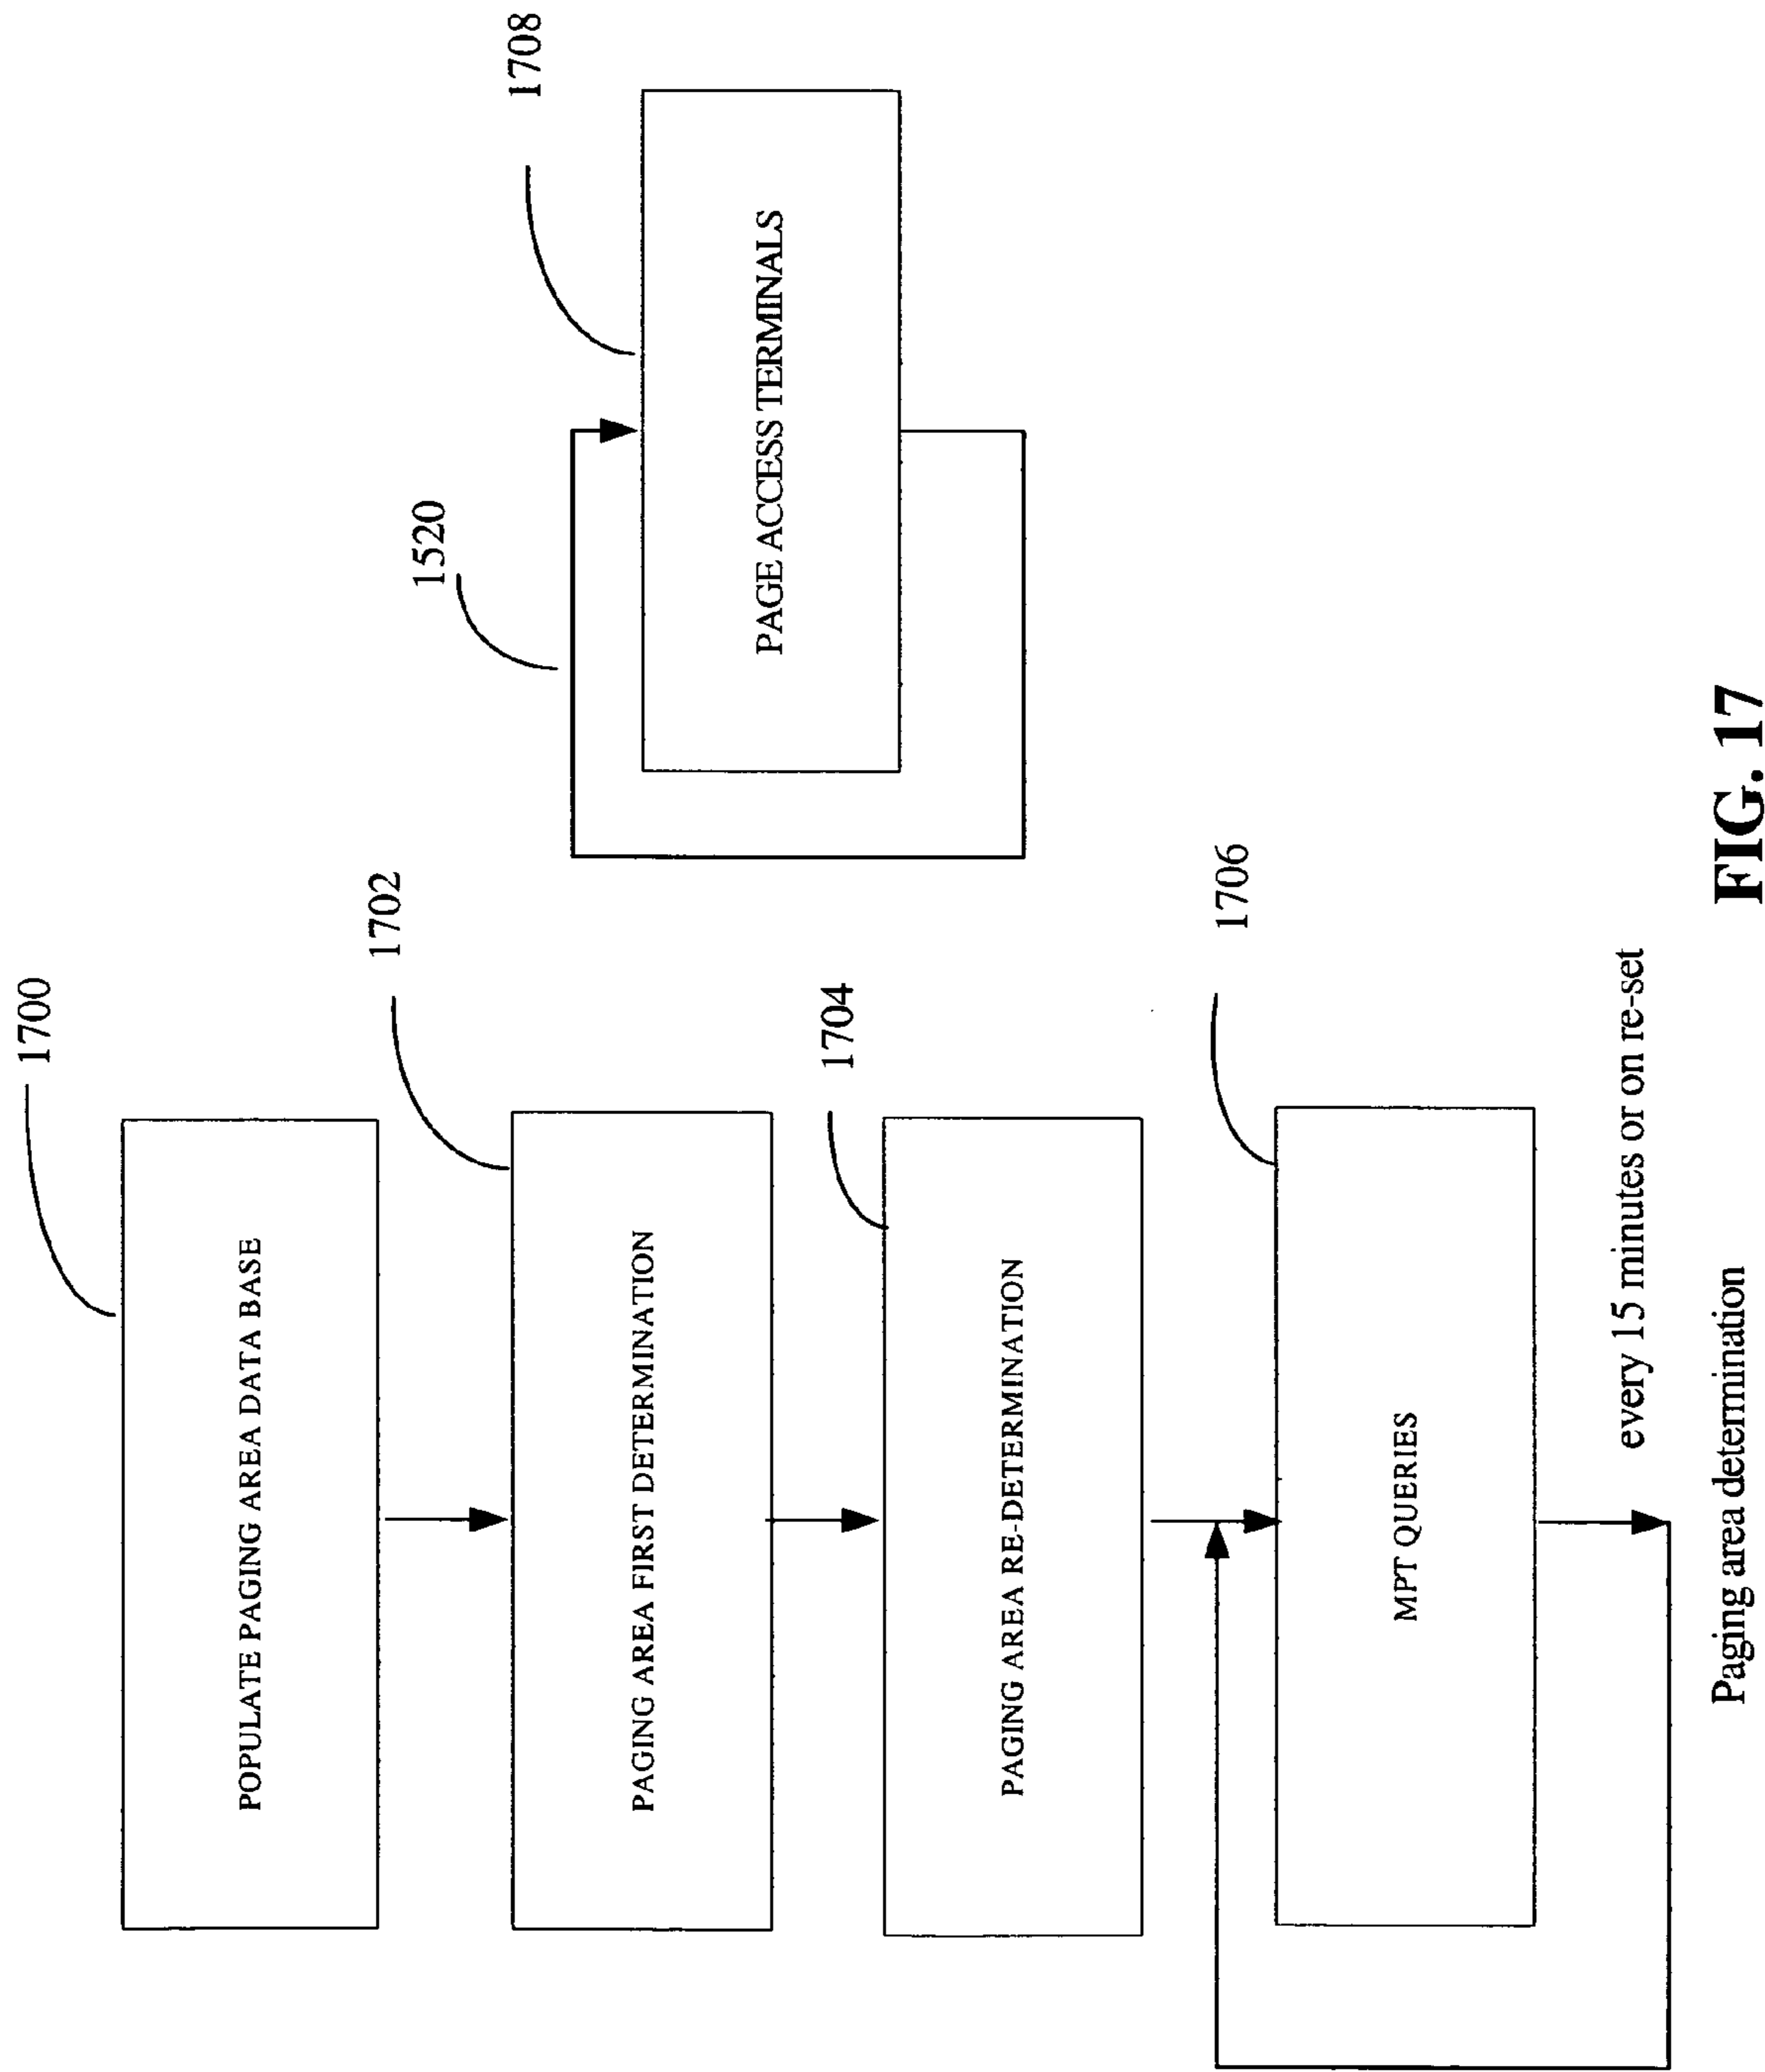 1700
POPULATE PAGING AREA DATA BASE
1702
PAGING AREA FIRST DETERMINATION
1704
PAGING AREA RE-DETERMINATION
1706
MPT QUERIES
every 15 minutes or on re-set
Paging area determination
1708
1520
PAGE ACCESS TERMINALS
FIG. 17